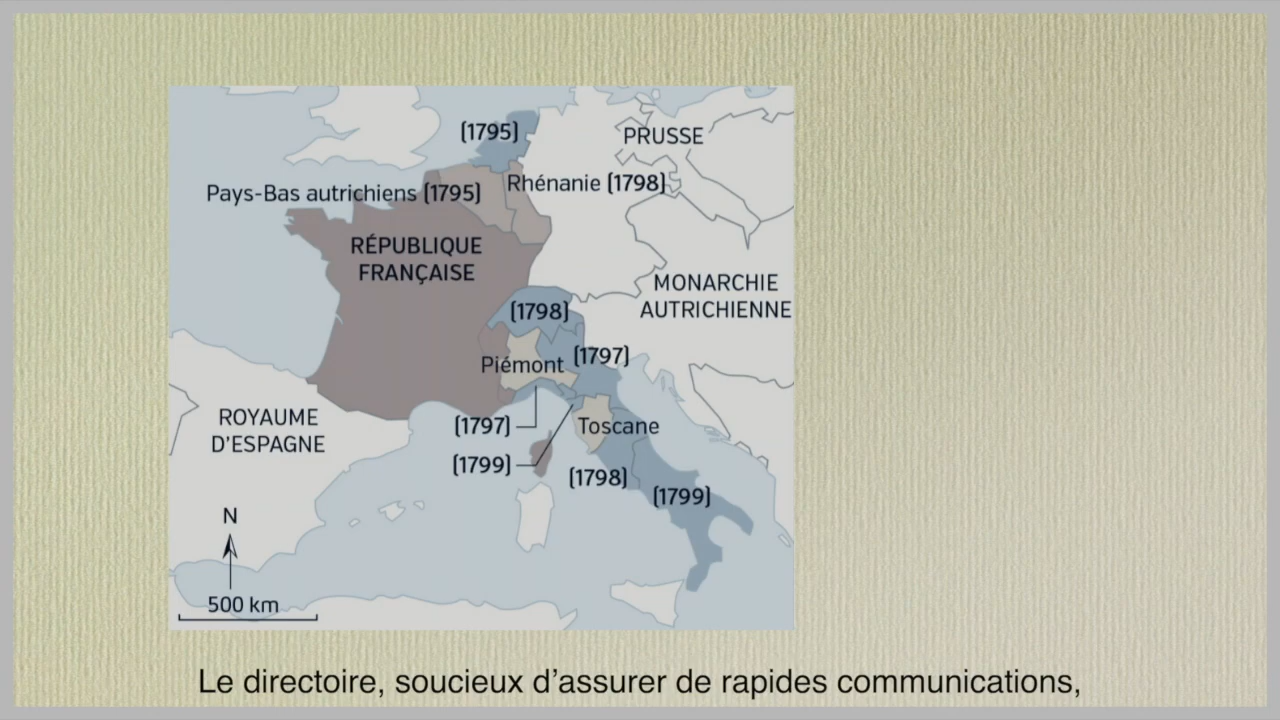 (1795)
PRUSSE
Pays-Bas autrichiens (1795)
Rhénanie (1798)
RÉPUBLIQUE
FRANÇAISE
MONARCHIE
AUTRICHIENNE
(1798)
Piémont
(1797)
ROYAUME
D'ESPAGNE
(1797)
Toscane
(1799)
(1798)
(1799)
N
500 km
Le directoire, soucieux d'assurer de rapides communications,